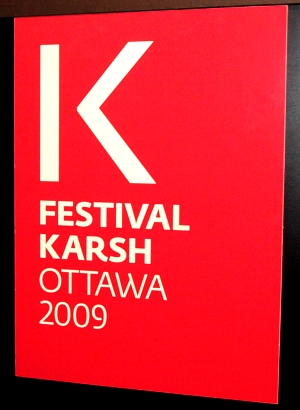 K
FESTIVAL
KARSH
OTTAWA
2009